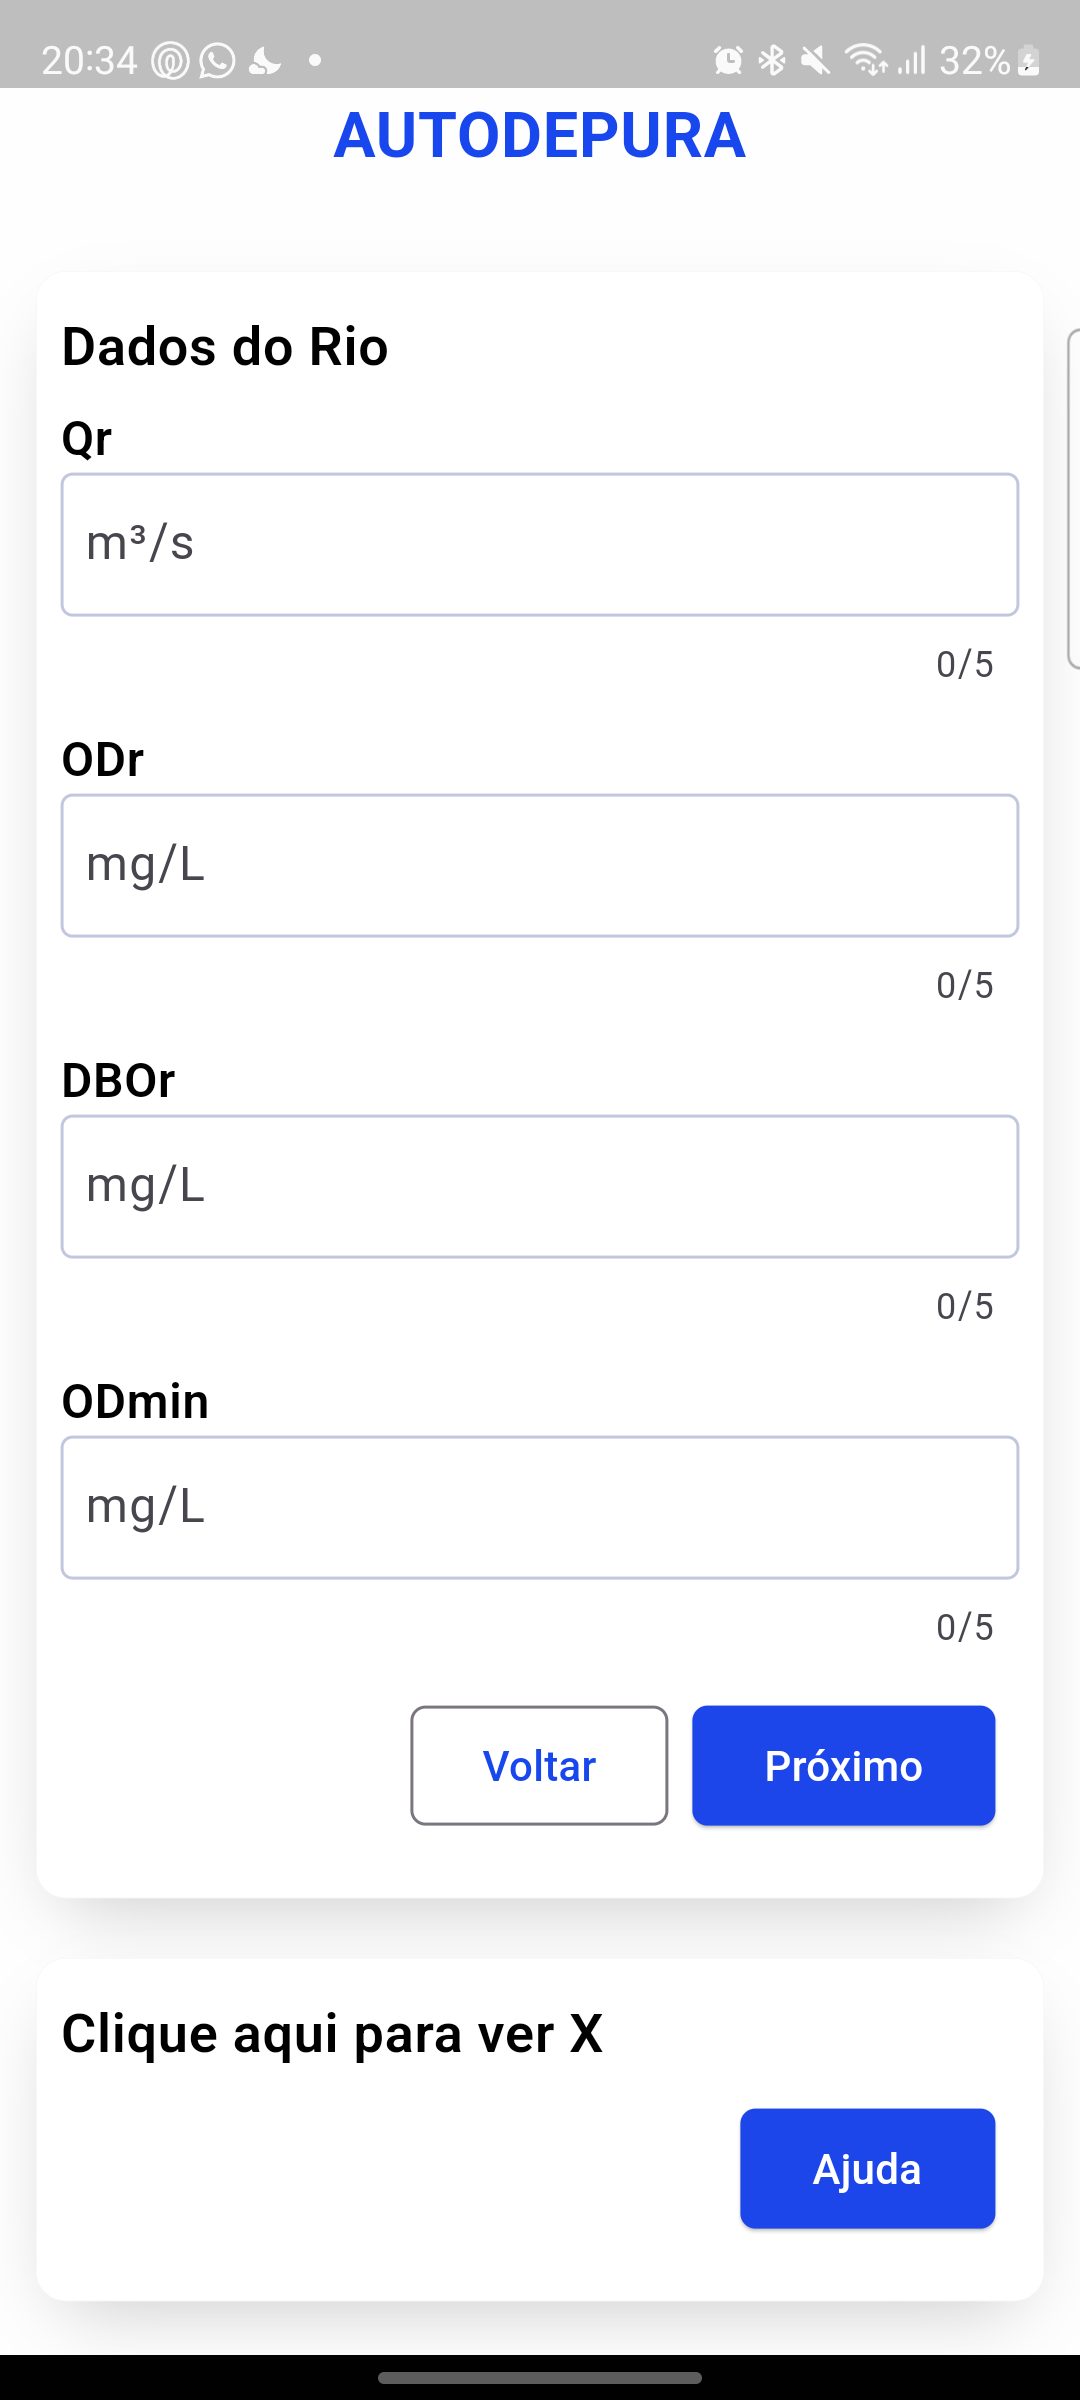 20:34 32%
AUTODEPURA
Dados do Rio
Qr
m³/s
0/5
ODr
mg/L
0/5
DBOr
mg/L
0/5
ODmin
mg/L
0/5
Voltar Próximo
Clique aqui para ver X
Ajuda